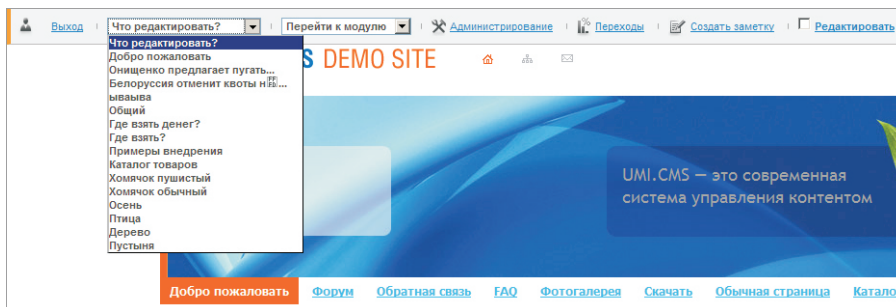 Выход Что редактировать? Перейти к модулю Администрирование Переходы Создать заметку Редактировать
Что редактировать?
Добро пожаловать
Онищенко предлагает пугать...
Белоруссия отменит квоты н...
ываыва
Общий
Где взять денег?
Где взять?
Примеры внедрения
Каталог товаров
Хомячок пушистый
Хомячок обычный
Осень
Птица
Дерево
Пустыня
S DEMO SITE
UMI.CMS — это современная
система управления контентом
Добро пожаловать Форум Обратная связь FAQ Фотогалерея Скачать Обычная страница Катало